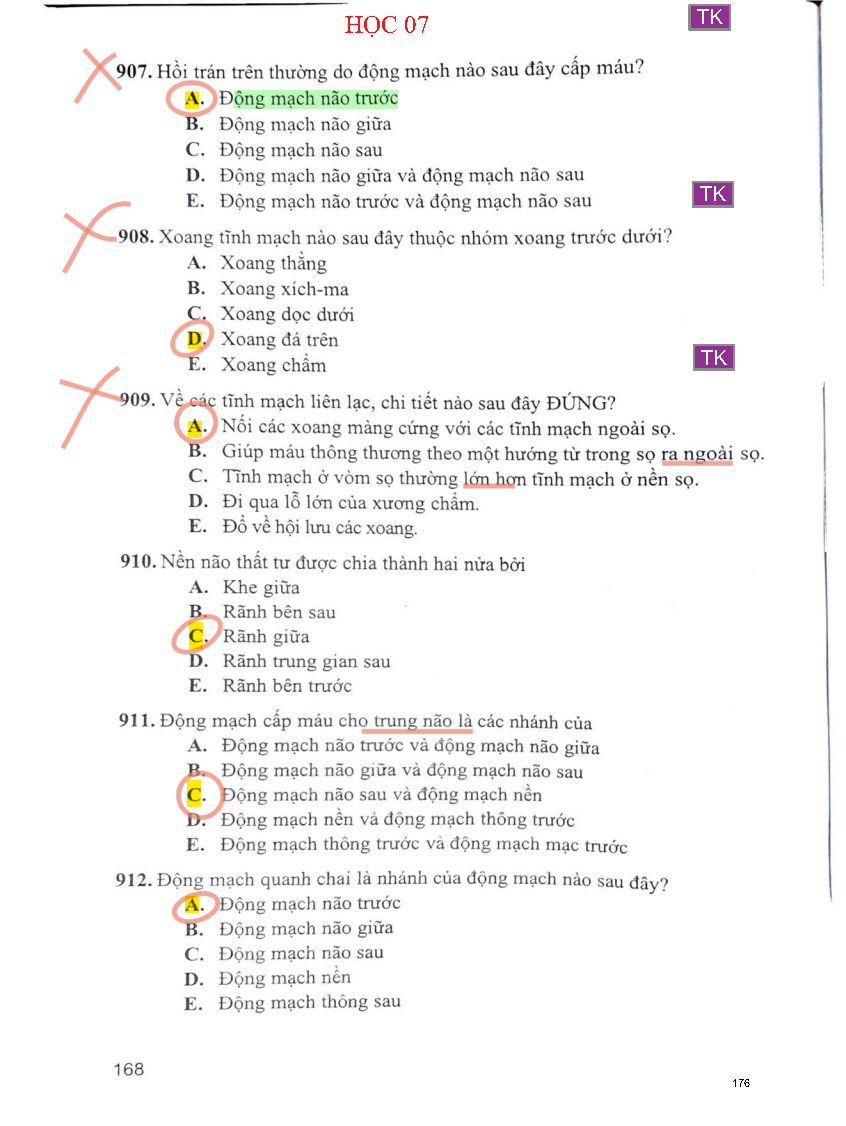 HỌC 07
TK
907. Hồi trán trên thường do động mạch nào sau đây cấp máu?
A. Động mạch não trước
B. Động mạch não giữa
C. Động mạch não sau
D. Động mạch não giữa và động mạch não sau
E. Động mạch não trước và động mạch não sau
TK
908. Xoang tĩnh mạch nào sau đây thuộc nhóm xoang trước dưới?
A. Xoang thẳng
B. Xoang xích-ma
C. Xoang dọc dưới
D. Xoang đá trên
E. Xoang chẩm
TK
909. Về các tĩnh mạch liên lạc, chi tiết nào sau đây ĐÚNG?
A. Nối các xoang màng cứng với các tĩnh mạch ngoài sọ.
B. Giúp máu thông thương theo một hướng từ trong sọ ra ngoài sọ.
C. Tĩnh mạch ở vòm sọ thường lớn hơn tĩnh mạch ở nền sọ.
D. Đi qua lỗ lớn của xương chẩm.
E. Đổ về hội lưu các xoang.
910. Nền não thất tư được chia thành hai nửa bởi
A. Khe giữa
B. Rãnh bên sau
C. Rãnh giữa
D. Rãnh trung gian sau
E. Rãnh bên trước
911. Động mạch cấp máu cho trung não là các nhánh của
A. Động mạch não trước và động mạch não giữa
B. Động mạch não giữa và động mạch não sau
C. Động mạch não sau và động mạch nền
D. Động mạch nền và động mạch thông trước
E. Động mạch thông trước và động mạch mạc trước
912. Động mạch quanh chai là nhánh của động mạch nào sau đây?
A. Động mạch não trước
B. Động mạch não giữa
C. Động mạch não sau
D. Động mạch nền
E. Động mạch thông sau
168
176